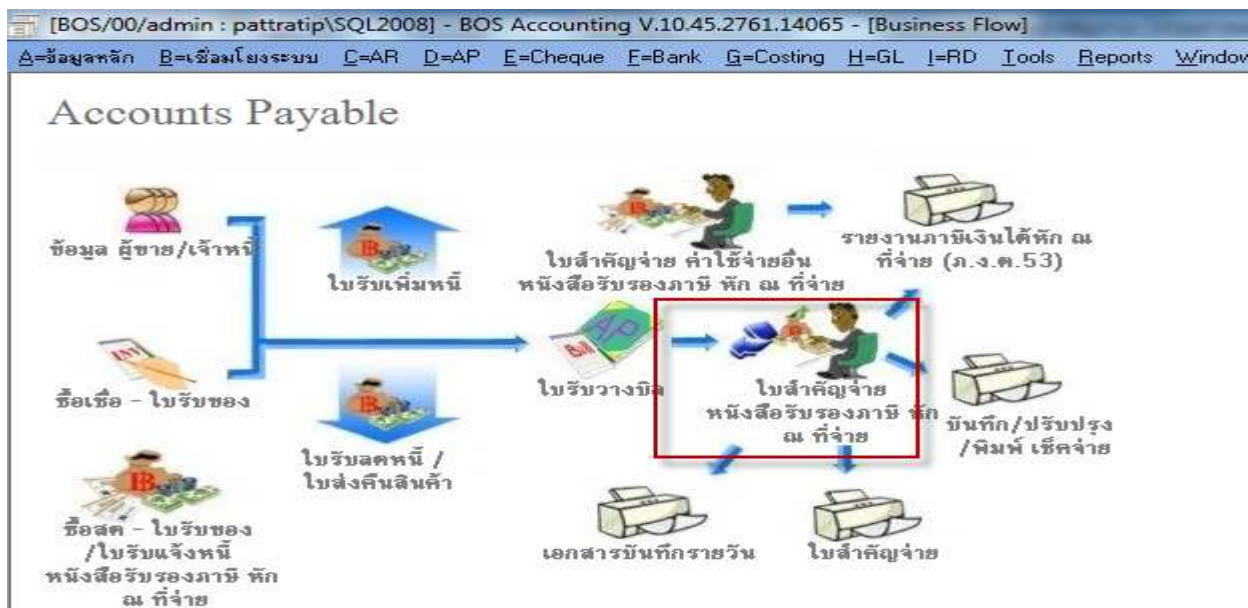 [BOS/00/admin : pattratip\SQL2008] - BOS Accounting V.10.45.2761.14065 - [Business Flow]
A=ข้อมูลหลัก B=เชื่อมโยงระบบ C=AR D=AP E=Cheque F=Bank G=Costing H=GL I=RD Tools Reports Window
Accounts Payable
ข้อมูล ผู้ขาย/เจ้าหนี้
ใบรับเพิ่มหนี้
ใบสำคัญจ่าย ค่าใช้จ่ายอื่น
หนังสือรับรองภาษี หัก ณ ที่จ่าย
รายงานภาษีเงินได้หัก ณ
ที่จ่าย (ภ.ง.ด.53)
INV
ซื้อเชื่อ - ใบรับของ
AP
Bill
ใบรับวางบิล
ใบสำคัญจ่าย
หนังสือรับรองภาษี หัก
ณ ที่จ่าย
บันทึก/ปรับปรุง
/พิมพ์ เช็คจ่าย
ใบรับลดหนี้ /
ใบส่งคืนสินค้า
ซื้อสด - ใบรับของ
/ใบรับแจ้งหนี้
หนังสือรับรองภาษี หัก
ณ ที่จ่าย
เอกสารบันทึกรายวัน
ใบสำคัญจ่าย